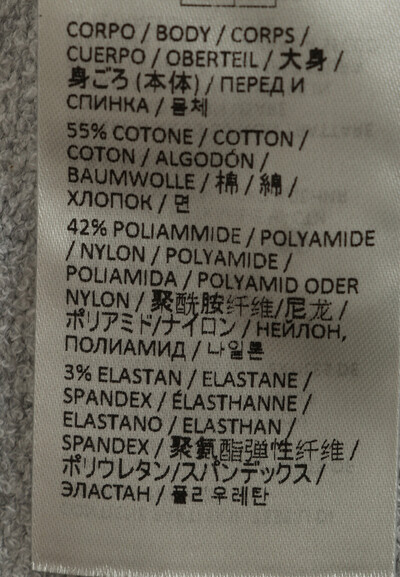 CORPO / BODY / CORPS /
CUERPO / OBERTEIL / 大身 /
身ごろ (本体) / ПЕРЕД И
СПИНКА / 몸체
55% COTONE / COTTON /
COTON / ALGODÓN /
BAUMWOLLE / 棉 / 綿 /
ХЛОПОК / 면
42% POLIAMMIDE / POLYAMIDE
/ NYLON / POLYAMIDE /
POLIAMIDA / POLYAMID ODER
NYLON / 聚酰胺纤维/尼龙 /
ポリアミド/ナイロン / НЕЙЛОН,
ПОЛИАМИД / 나일론
3% ELASTAN / ELASTANE /
SPANDEX / ÉLASTHANNE /
ELASTANO / ELASTHAN /
SPANDEX / 聚氨酯弹性纤维 /
ポリウレタン/スパンデックス /
ЭЛАСТАН / 폴리우레탄